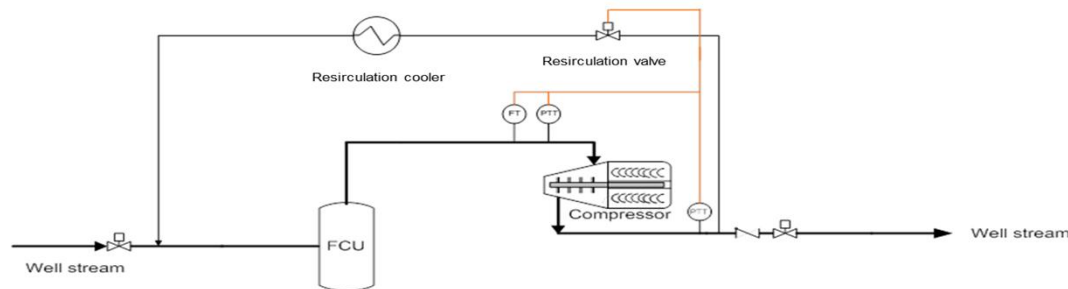 Resirculation valve
Resirculation cooler
FT
PTT
Compressor
PTT
FCU
Well stream
Well stream